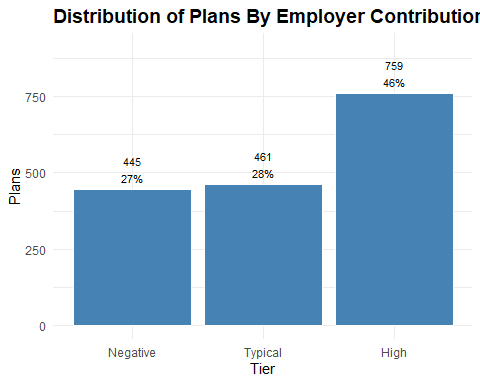 Distribution of Plans By Employer Contribution
759
46%
750
445
27%
461
28%
500
Plans
250
0
Negative
Typical
High
Tier